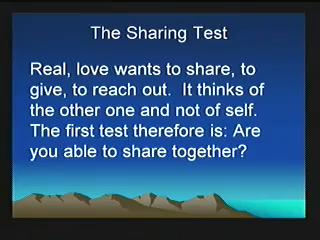 The Sharing Test
Real, love wants to share, to
give, to reach out.  It thinks of
the other one and not of self.
The first test therefore is: Are
you able to share together?